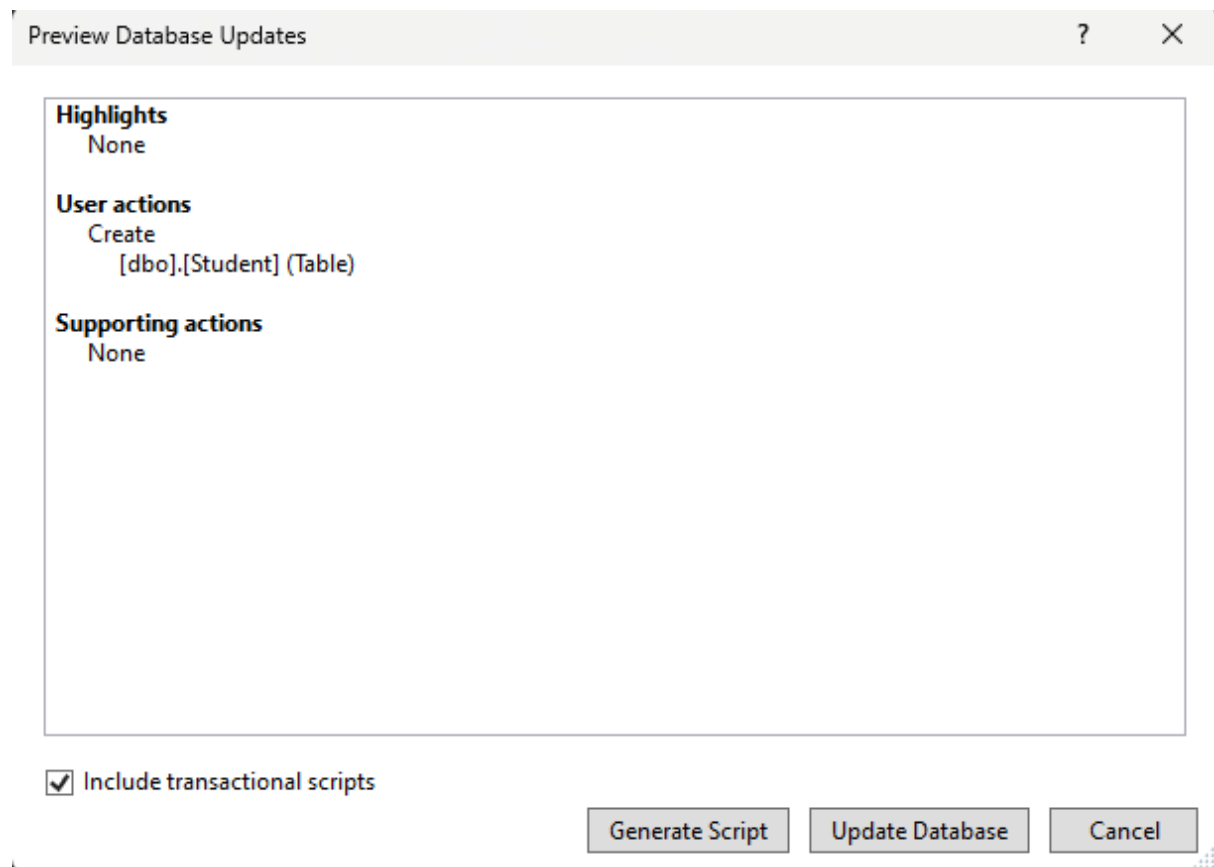 Preview Database Updates
?
Highlights
None
User actions
Create
[dbo].[Student] (Table)
Supporting actions
None
Include transactional scripts
Generate Script Update Database Cancel